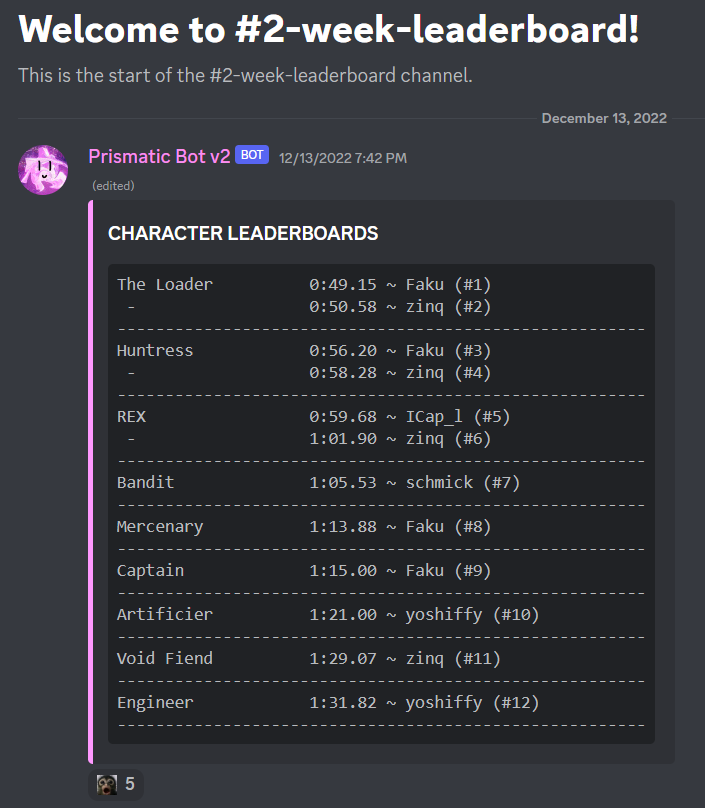 Welcome to #2-week-leaderboard!
This is the start of the #2-week-leaderboard channel.
December 13, 2022
Prismatic Bot v2 BOT 12/13/2022 7:42 PM
(edited)
CHARACTER LEADERBOARDS
The Loader 0:49.15 ~ Faku (#1)
- 0:50.58 ~ zinq (#2)
-------------------------------------------------------
Huntress 0:56.20 ~ Faku (#3)
- 0:58.28 ~ zinq (#4)
-------------------------------------------------------
REX 0:59.68 ~ ICap_l (#5)
- 1:01.90 ~ zinq (#6)
-------------------------------------------------------
Bandit 1:05.53 ~ schmick (#7)
-------------------------------------------------------
Mercenary 1:13.88 ~ Faku (#8)
-------------------------------------------------------
Captain 1:15.00 ~ Faku (#9)
-------------------------------------------------------
Artificier 1:21.00 ~ yoshiffy (#10)
-------------------------------------------------------
Void Fiend 1:29.07 ~ zinq (#11)
-------------------------------------------------------
Engineer 1:31.82 ~ yoshiffy (#12)
-------------------------------------------------------
5